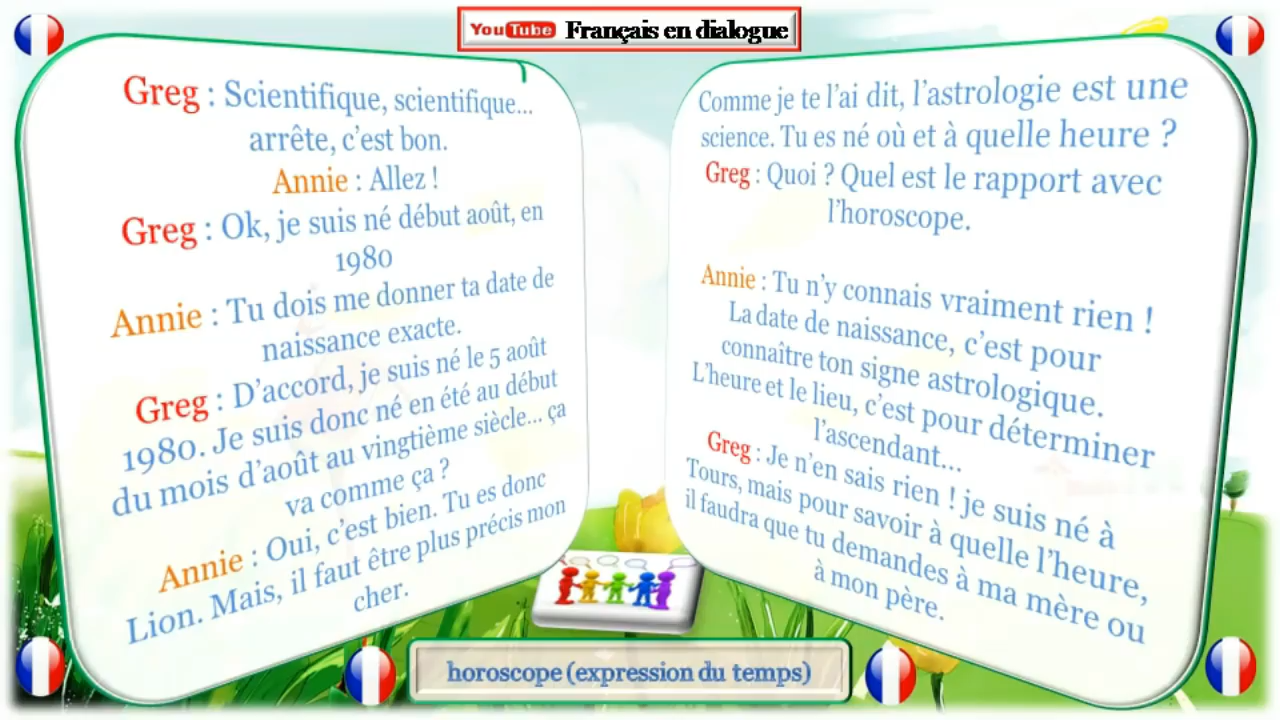 YouTube Français en dialogue
Greg : Scientifique, scientifique...
arrête, c'est bon.
Annie : Allez !
Greg : Ok, je suis né début août, en
1980
Annie : Tu dois me donner ta date de
naissance exacte.
Greg : D'accord, je suis né le 5 août
1980. Je suis donc né en été au début
du mois d'août au vingtième siècle... ça
va comme ça ?
Annie : Oui, c'est bien. Tu es donc
Lion. Mais, il faut être plus précis mon
cher.
Comme je te l'ai dit, l'astrologie est une
science. Tu es né où et à quelle heure ?
Greg : Quoi ? Quel est le rapport avec
l'horoscope.
Annie : Tu n'y connais vraiment rien !
La date de naissance, c'est pour
connaître ton signe astrologique.
L'heure et le lieu, c'est pour déterminer
l'ascendant...
Greg : Je n'en sais rien ! je suis né à
Tours, mais pour savoir à quelle l'heure,
il faudra que tu demandes à ma mère ou
à mon père.
horoscope (expression du temps)